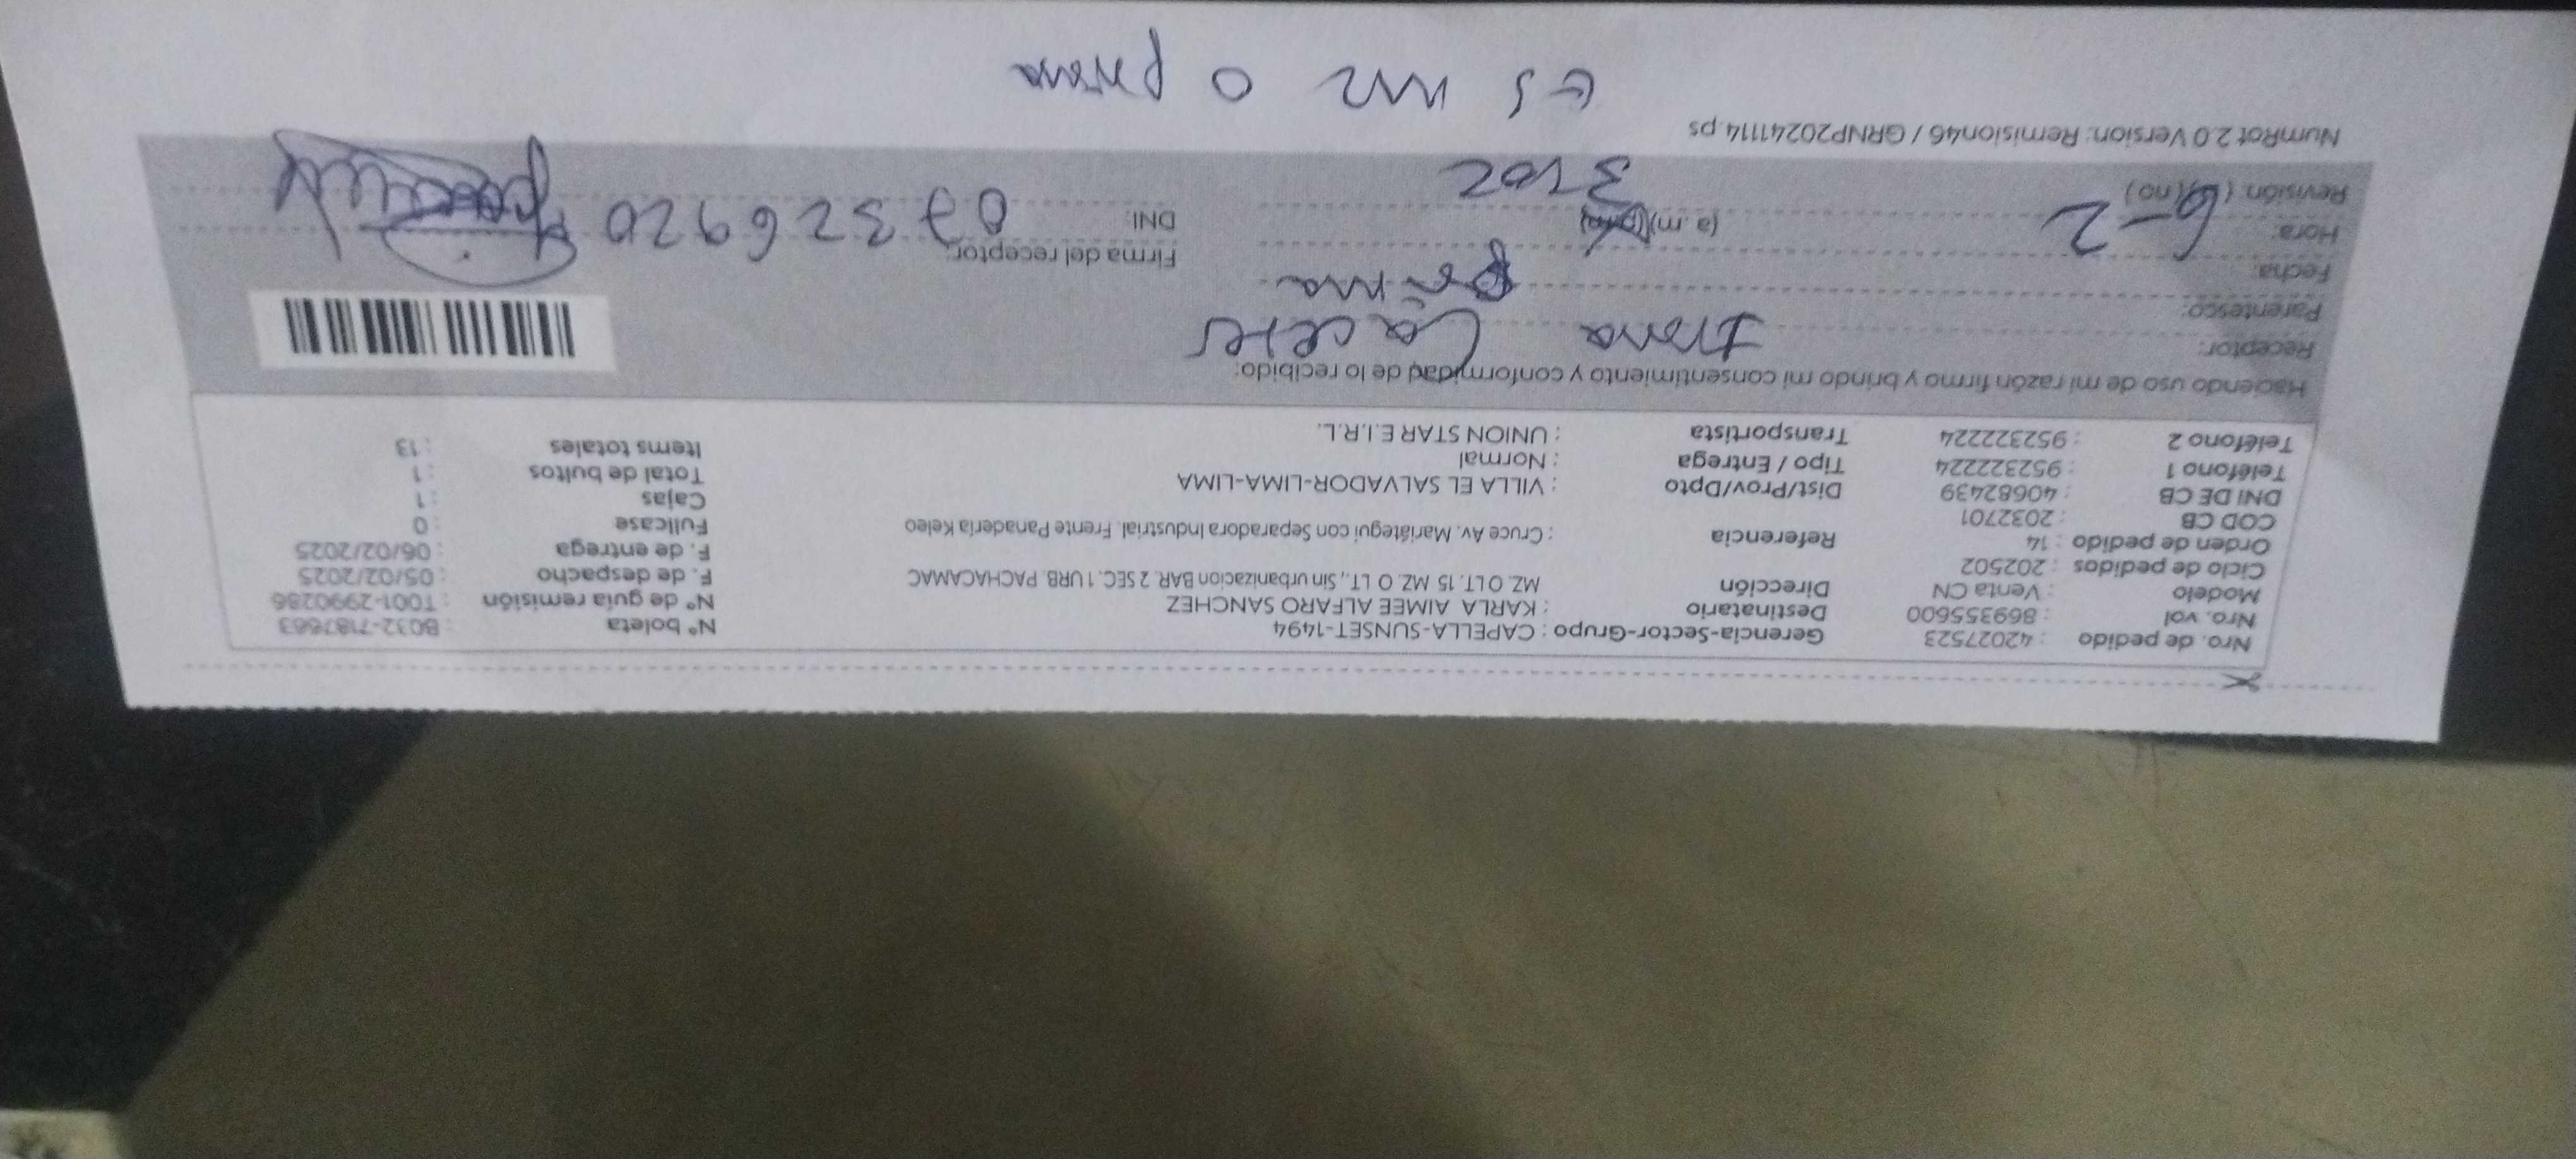 Nro. de pedido : 42027523 Gerencia-Sector-Grupo : CAPELLA-SUNSET-1494 Nº boleta : B032-7187663
Nro. vol : 869355600 Destinatario : KARLA AIMEE ALFARO SANCHEZ Nº de guía remisión : T001-2990286
Modelo : Venta CN Dirección MZ. O LT. 15 MZ. O LT., Sin urbanizacion BAR. 2 SEC. 1 URB. PACHACAMAC F. de despacho : 05/02/2025
Ciclo de pedidos : 202502 F. de entrega : 06/02/2025
Orden de pedido : 14 Referencia : Cruce Av. Mariátegui con Separadora Industrial. Frente Panadería Keleo Fullcase : 0
COD CB : 2032701 Cajas : 1
DNI DE CB : 40682439 Dist/Prov/Dpto : VILLA EL SALVADOR-LIMA-LIMA Total de bultos : 1
Teléfono 1 : 952322224 Tipo / Entrega : Normal Items totales : 13
Teléfono 2 : 952322224 Transportista : UNION STAR E.I.R.L.
Haciendo uso de mi razón firmo y brindo mi consentimiento y conformidad de lo recibido:
Receptor:
Parentesco:
Fecha: 6-2 Firma del receptor:
Hora: (a. m)(p.m) DNI: 07326920
Revisión. ( )(no)
NumRot 2.0 Version: Remision46 / GRNP20241114.ps
ES MZ O